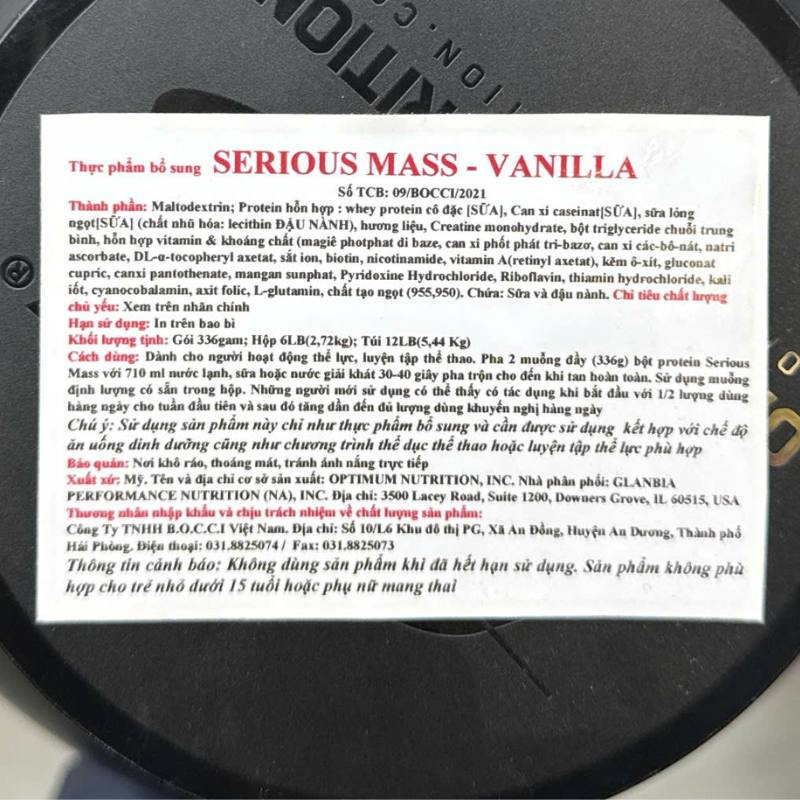 RITION
ION.CO
®
Thực phẩm bổ sung SERIOUS MASS - VANILLA
Số TCB: 09/BOCCI/2021
Thành phần: Maltodextrin; Protein hỗn hợp : whey protein cô đặc [SỮA], Can xi caseinat[SỮA], sữa lỏng
ngọt[SỮA] (chất nhũ hóa: lecithin ĐẬU NÀNH), hương liệu, Creatine monohydrate, bột triglyceride chuỗi trung
bình, hỗn hợp vitamin & khoáng chất (magiê photphat di baze, can xi phốt phát tri-bazơ, can xi các-bô-nát, natri
ascorbate, DL-α-tocopheryl axetat, sắt ion, biotin, nicotinamide, vitamin A(retinyl axetat), kẽm ô-xít, gluconat
cupric, canxi pantothenate, mangan sunphat, Pyridoxine Hydrochloride, Riboflavin, thiamin hydrochloride, kali
iốt, cyanocobalamin, axit folic, L-glutamin, chất tạo ngọt (955,950). Chứa: Sữa và đậu nành. Chỉ tiêu chất lượng
chủ yếu: Xem trên nhãn chính
Hạn sử dụng: In trên bao bì
Khối lượng tịnh: Gói 336gam; Hộp 6LB(2,72kg); Túi 12LB(5,44 Kg)
Cách dùng: Dành cho người hoạt động thể lực, luyện tập thể thao. Pha 2 muỗng đầy (336g) bột protein Serious
Mass với 710 ml nước lạnh, sữa hoặc nước giải khát 30-40 giây pha trộn cho đến khi tan hoàn toàn. Sử dụng muỗng
định lượng có sẵn trong hộp. Những người mới sử dụng có thể thấy có tác dụng khi bắt đầu với 1/2 lượng dùng
hàng ngày cho tuần đầu tiên và sau đó tăng dần đến đủ lượng dùng khuyến nghị hàng ngày
Chú ý: Sử dụng sản phẩm này chỉ như thực phẩm bổ sung và cần được sử dụng kết hợp với chế độ
ăn uống dinh dưỡng cũng như chương trình thể dục thể thao hoặc luyện tập thể lực phù hợp
Bảo quản: Nơi khô ráo, thoáng mát, tránh ánh nắng trực tiếp
Xuất xứ: Mỹ. Tên và địa chỉ cơ sở sản xuất: OPTIMUM NUTRITION, INC. Nhà phân phối: GLANBIA
PERFORMANCE NUTRITION (NA), INC. Địa chỉ: 3500 Lacey Road, Suite 1200, Downers Grove, IL 60515, USA
Thương nhân nhập khẩu và chịu trách nhiệm về chất lượng sản phẩm:
Công Ty TNHH B.O.C.C.I Việt Nam. Địa chỉ: Số 10/L6 Khu đô thị PG, Xã An Đồng, Huyện An Dương, Thành phố
Hải Phòng. Điện thoại: 031.8825074 / Fax: 031.8825073
Thông tin cảnh báo: Không dùng sản phẩm khi đã hết hạn sử dụng. Sản phẩm không phù
hợp cho trẻ nhỏ dưới 15 tuổi hoặc phụ nữ mang thai